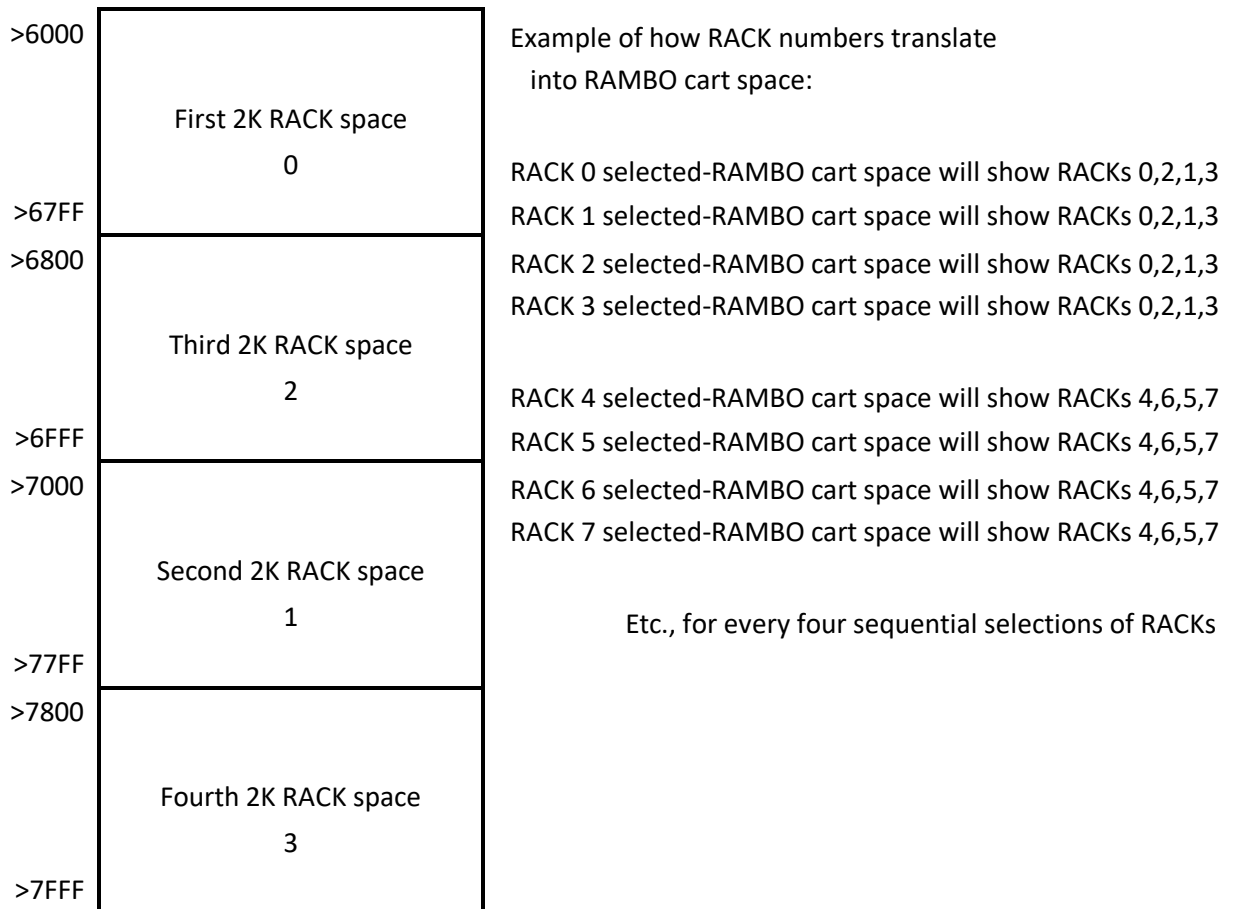 >6000
First 2K RACK space
0
>67FF
>6800
Third 2K RACK space
2
>6FFF
>7000
Second 2K RACK space
1
>77FF
>7800
Fourth 2K RACK space
3
>7FFF
Example of how RACK numbers translate
into RAMBO cart space:
RACK 0 selected-RAMBO cart space will show RACKs 0,2,1,3
RACK 1 selected-RAMBO cart space will show RACKs 0,2,1,3
RACK 2 selected-RAMBO cart space will show RACKs 0,2,1,3
RACK 3 selected-RAMBO cart space will show RACKs 0,2,1,3
RACK 4 selected-RAMBO cart space will show RACKs 4,6,5,7
RACK 5 selected-RAMBO cart space will show RACKs 4,6,5,7
RACK 6 selected-RAMBO cart space will show RACKs 4,6,5,7
RACK 7 selected-RAMBO cart space will show RACKs 4,6,5,7
Etc., for every four sequential selections of RACKs